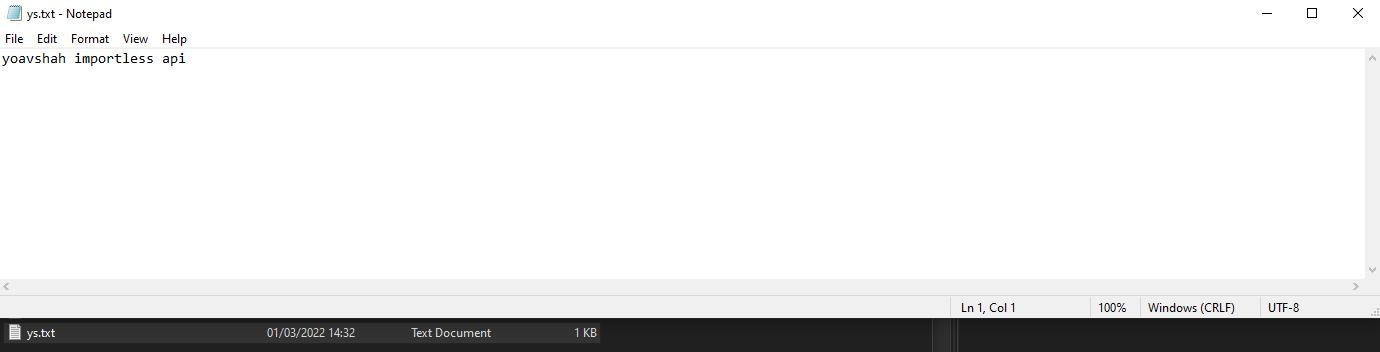 ys.txt - Notepad
File Edit Format View Help
yoavshah importless api
Ln 1, Col 1 100% Windows (CRLF) UTF-8
ys.txt 01/03/2022 14:32 Text Document 1 KB